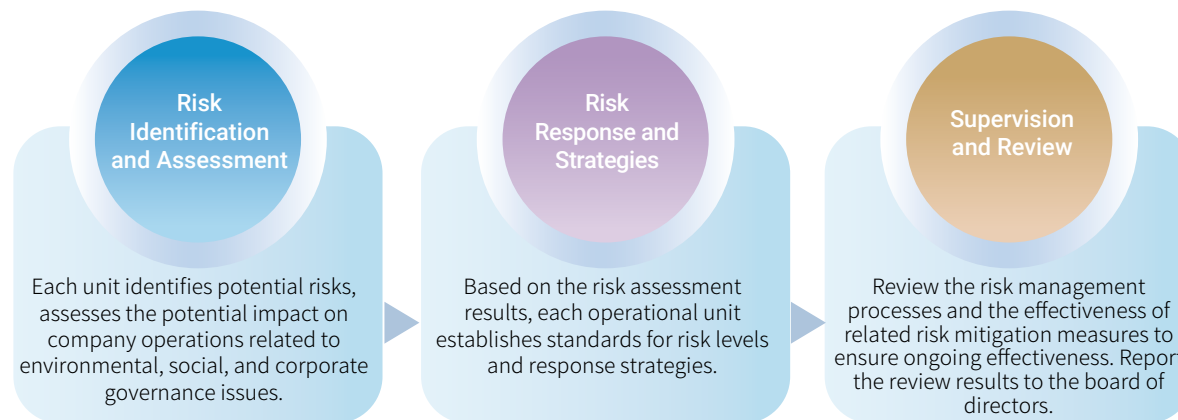 Risk
Identification
and Assessment
Each unit identifies potential risks,
assesses the potential impact on
company operations related to
environmental, social, and corporate
governance issues.
Risk
Response and
Strategies
Based on the risk assessment
results, each operational unit
establishes standards for risk levels
and response strategies.
Supervision
and Review
Review the risk management
processes and the effectiveness of
related risk mitigation measures to
ensure ongoing effectiveness. Report
the review results to the board of
directors.